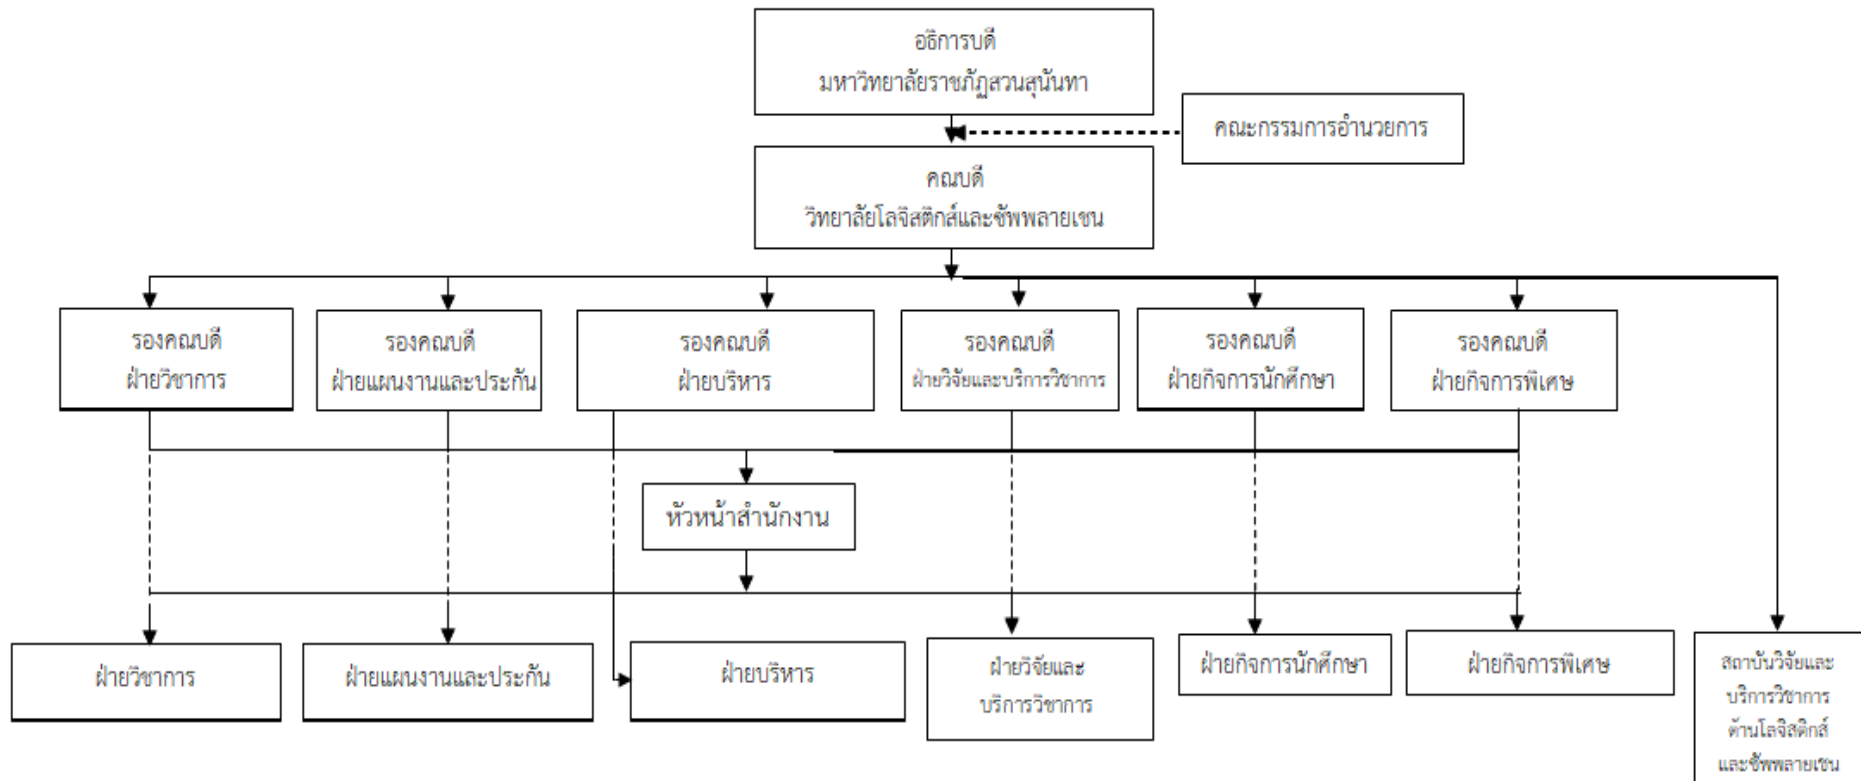 อธิการบดี
มหาวิทยาลัยราชภัฏสวนสุนันทา
คณะกรรมการอำนวยการ
คณบดี
วิทยาลัยโลจิสติกส์และซัพพลายเชน
รองคณบดี
ฝ่ายวิชาการ
รองคณบดี
ฝ่ายแผนงานและประกัน
รองคณบดี
ฝ่ายบริหาร
รองคณบดี
ฝ่ายวิจัยและบริการวิชาการ
รองคณบดี
ฝ่ายกิจการนักศึกษา
รองคณบดี
ฝ่ายกิจการพิเศษ
หัวหน้าสำนักงาน
ฝ่ายวิชาการ
ฝ่ายแผนงานและประกัน
ฝ่ายบริหาร
ฝ่ายวิจัยและ
บริการวิชาการ
ฝ่ายกิจการนักศึกษา
ฝ่ายกิจการพิเศษ
สถาบันวิจัยและ
บริการวิชาการ
ด้านโลจิสติกส์
และซัพพลายเชน